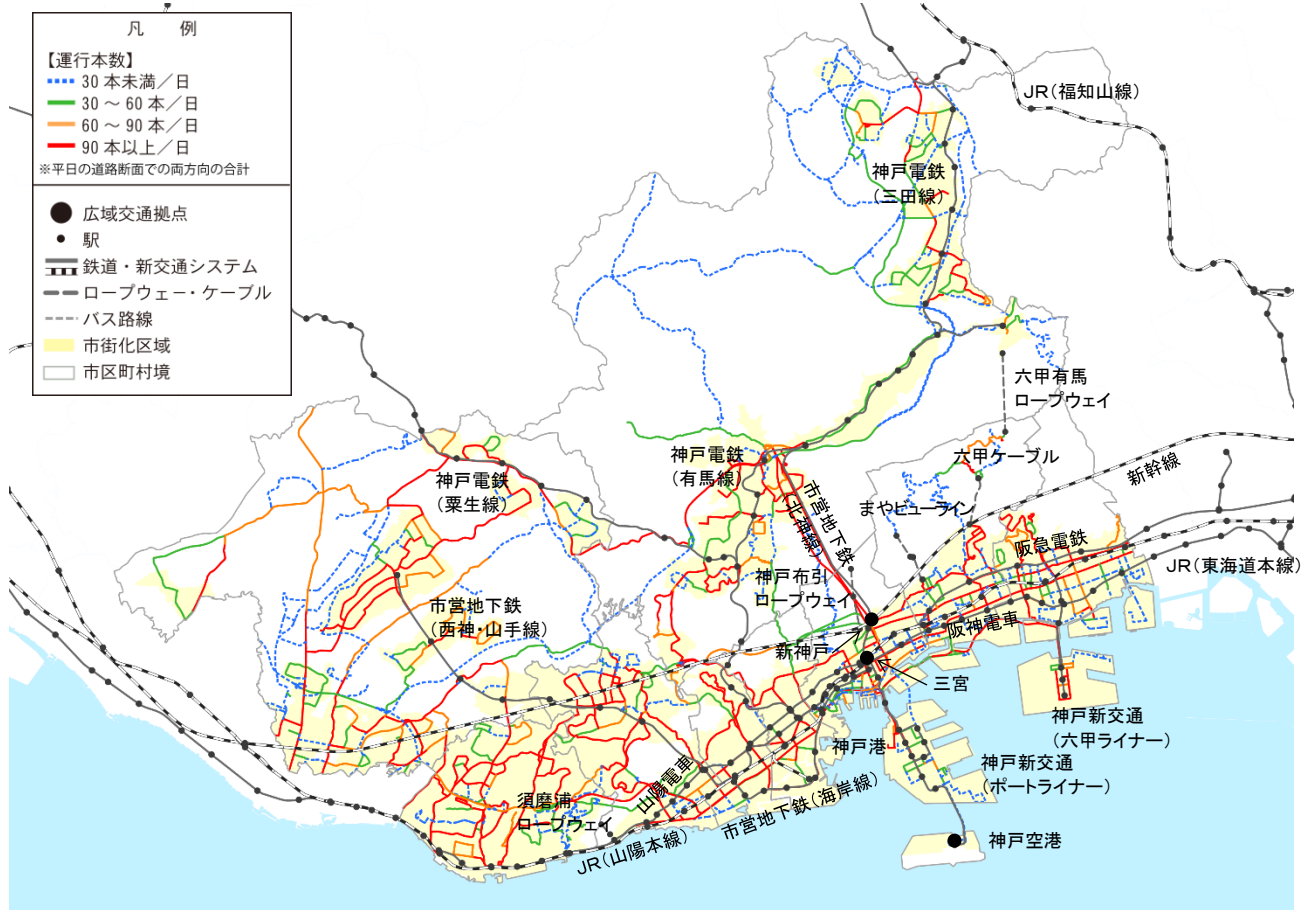 凡 例
【運行本数】
30 本未満／日
30 ～ 60 本／日
60 ～ 90 本／日
90 本以上／日
※平日の道路断面での両方向の合計
広域交通拠点
駅
鉄道・新交通システム
ロープウェー・ケーブル
バス路線
市街化区域
市区町村境
JR（福知山線）
神戸電鉄
（三田線）
六甲有馬
ロープウェイ
神戸電鉄
（有馬線）
六甲ケーブル
新幹線
神戸電鉄
（粟生線）
市営地下鉄
（北神線）
まやビューライン
阪急電鉄
JR（東海道本線）
神戸布引
ロープウェイ
市営地下鉄
（西神・山手線）
阪神電車
新神戸
三宮
神戸新交通
（六甲ライナー）
神戸港
神戸新交通
（ポートライナー）
山陽電車
須磨浦
ロープウェイ
市営地下鉄（海岸線）
JR（山陽本線）
神戸空港